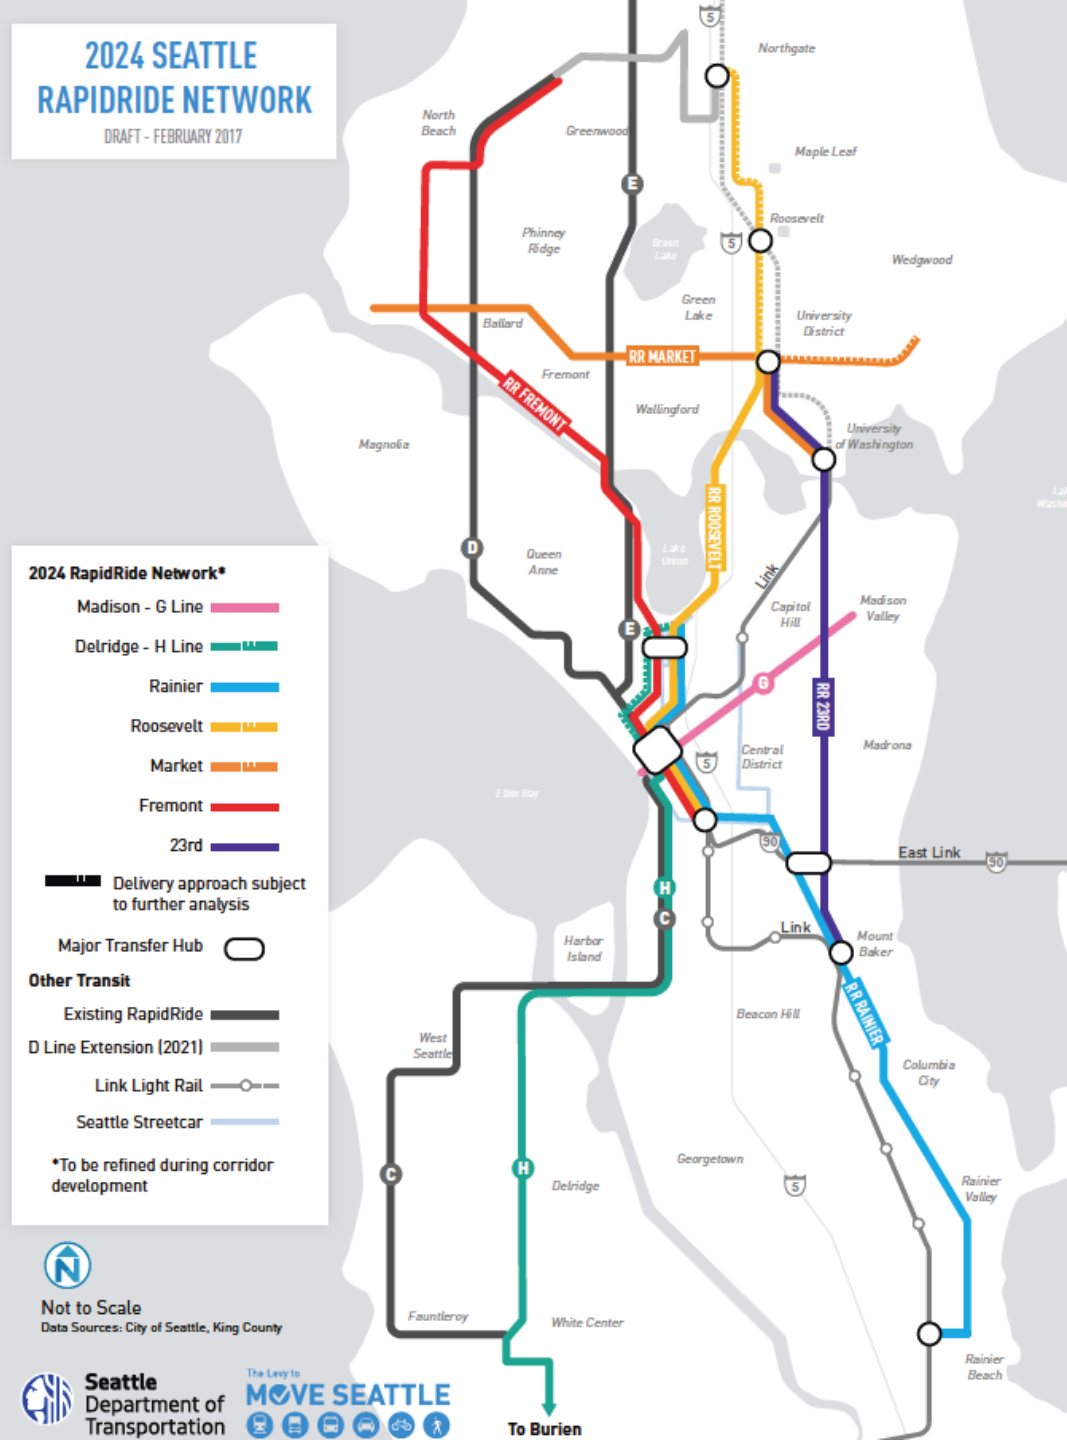 2024 SEATTLE
RAPIDRIDE NETWORK
DRAFT - FEBRUARY 2017
5
Northgate
North
Beach
Greenwood
Maple Leaf
E
Phinney
Ridge
Green
Lake
5
Roosevelt
Wedgwood
Green
Lake
University
District
Ballard
RR MARKET
Fremont
RR FREMONT
Wallingford
Magnolia
University
of Washington
RR ROOSEVELT
D
Queen
Anne
Lake
Union
Link
Capitol
Hill
Madison
Valley
E
G
RR 23RD
Central
District
Madrona
5
Elliott Bay
90
East Link
90
H
C
Link
Mount
Baker
Harbor
Island
RR RAINIER
Beacon Hill
West
Seattle
Columbia
City
C
H
Delridge
Georgetown
5
Rainier
Valley
Fauntleroy
White Center
Rainier
Beach
To Burien
2024 RapidRide Network*
Madison - G Line
Delridge - H Line
Rainier
Roosevelt
Market
Fremont
23rd
Delivery approach subject
to further analysis
Major Transfer Hub
Other Transit
Existing RapidRide
D Line Extension (2021)
Link Light Rail
Seattle Streetcar
*To be refined during corridor
development
N
Not to Scale
Data Sources: City of Seattle, King County
Seattle
Department of
Transportation
The Levy to
MOVE SEATTLE